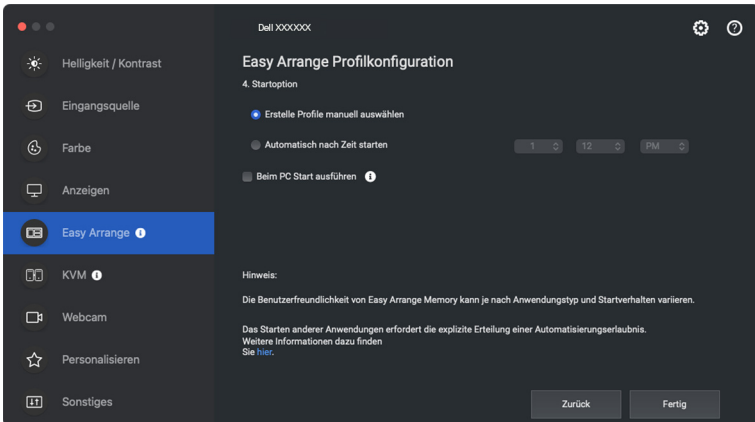 Dell XXXXXX
Helligkeit / Kontrast
Eingangsquelle
Farbe
Anzeigen
Easy Arrange
KVM
Webcam
Personalisieren
Sonstiges
Easy Arrange Profilkonfiguration
4. Startoption
Erstelle Profile manuell auswählen
Automatisch nach Zeit starten 1 12 PM
Beim PC Start ausführen
Hinweis:
Die Benutzerfreundlichkeit von Easy Arrange Memory kann je nach Anwendungstyp und Startverhalten variieren.
Das Starten anderer Anwendungen erfordert die explizite Erteilung einer Automatisierungserlaubnis.
Weitere Informationen dazu finden
Sie hier.
Zurück
Fertig